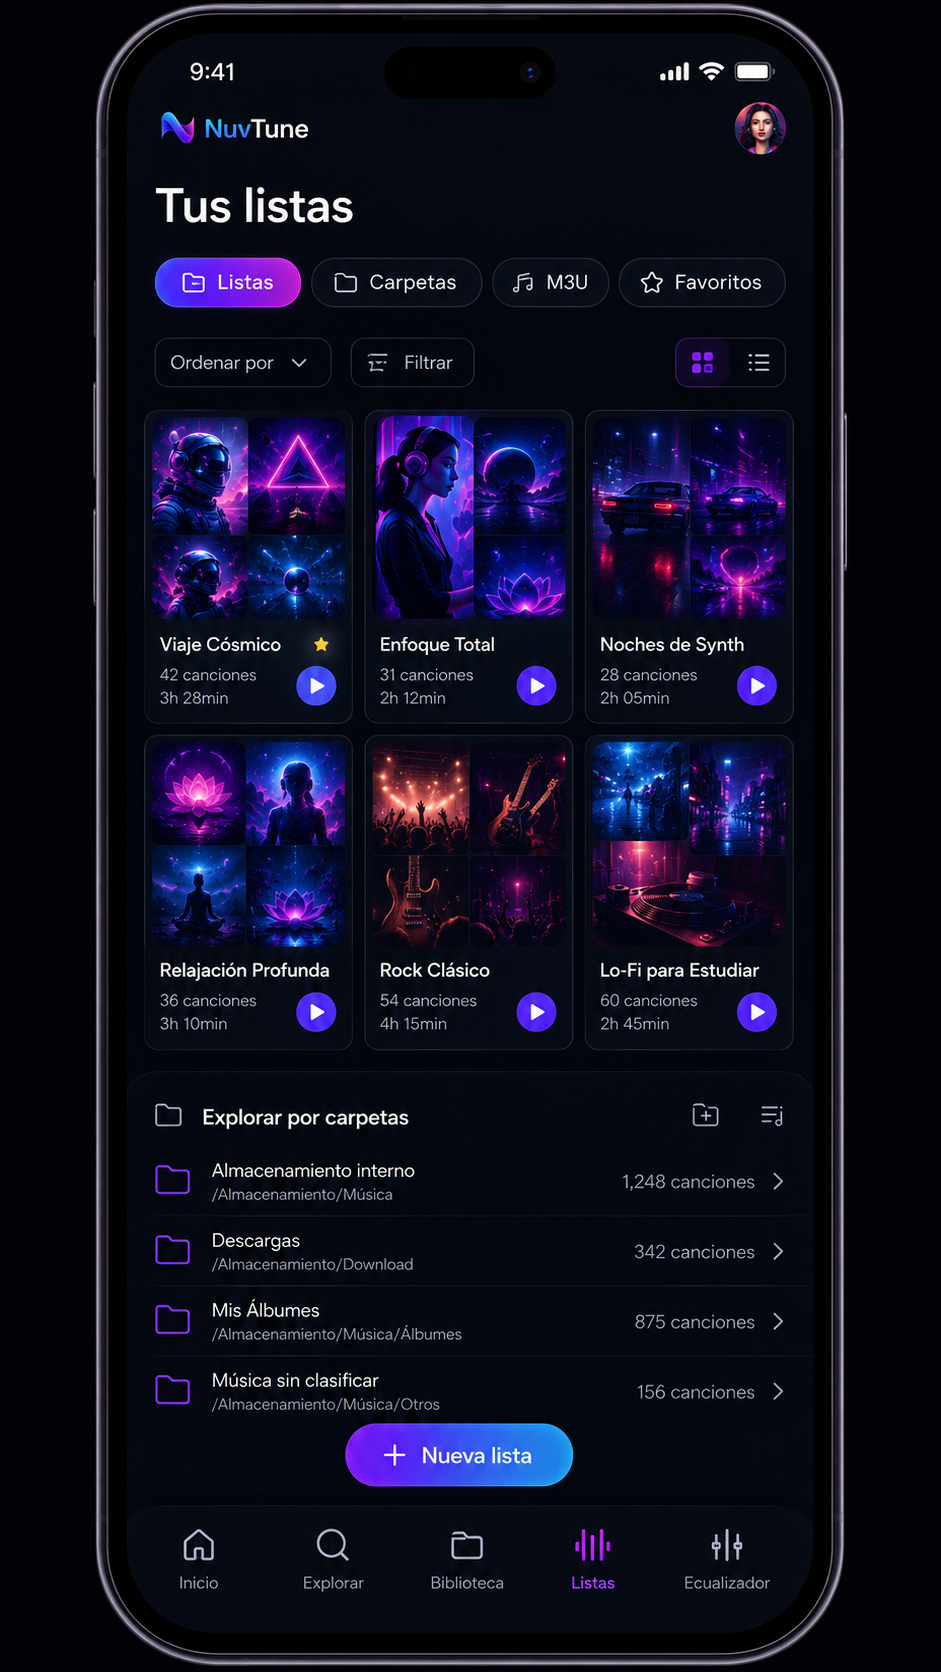 9:41
NuvTune
Tus listas
Listas
Carpetas
M3U
Favoritos
Ordenar por
Filtrar
Viaje Cósmico
42 canciones
3h 28min
Enfoque Total
31 canciones
2h 12min
Noches de Synth
28 canciones
2h 05min
Relajación Profunda
36 canciones
3h 10min
Rock Clásico
54 canciones
4h 15min
Lo-Fi para Estudiar
60 canciones
2h 45min
Explorar por carpetas
Almacenamiento interno
/Almacenamiento/Música
1,248 canciones
Descargas
/Almacenamiento/Download
342 canciones
Mis Álbumes
/Almacenamiento/Música/Álbumes
875 canciones
Música sin clasificar
/Almacenamiento/Música/Otros
156 canciones
Nueva lista
Inicio
Explorar
Biblioteca
Listas
Ecualizador